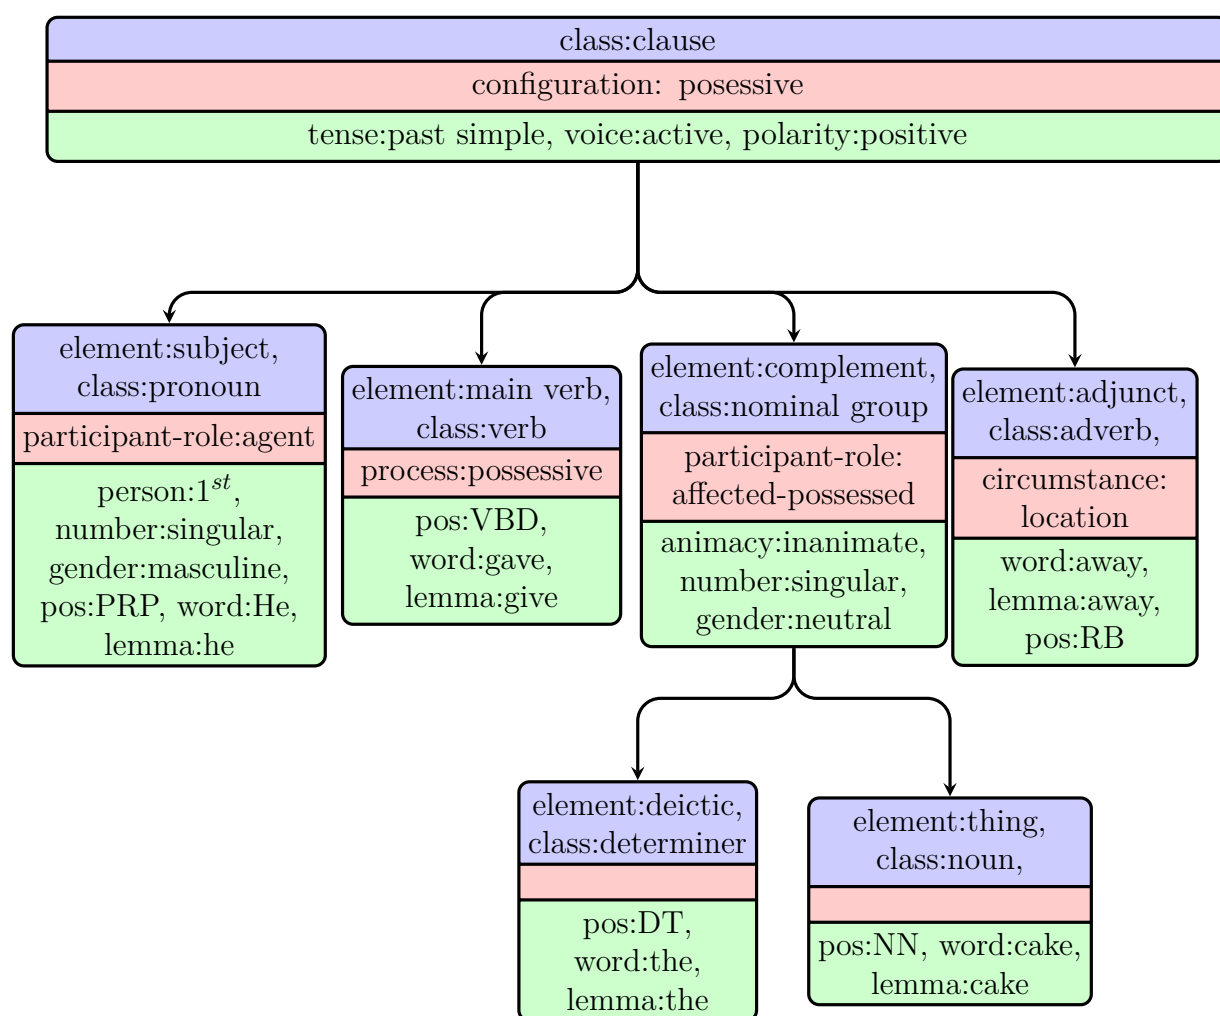 class:clause
configuration: posessive
tense:past simple, voice:active, polarity:positive
element:subject,
class:pronoun
participant-role:agent
person:1st,
number:singular,
gender:masculine,
pos:PRP, word:He,
lemma:he
element:main verb,
class:verb
process:possessive
pos:VBD,
word:gave,
lemma:give
element:complement,
class:nominal group
participant-role:
affected-possessed
animacy:inanimate,
number:singular,
gender:neutral
element:adjunct,
class:adverb,
circumstance:
location
word:away,
lemma:away,
pos:RB
element:deictic,
class:determiner
pos:DT,
word:the,
lemma:the
element:thing,
class:noun,
pos:NN, word:cake,
lemma:cake